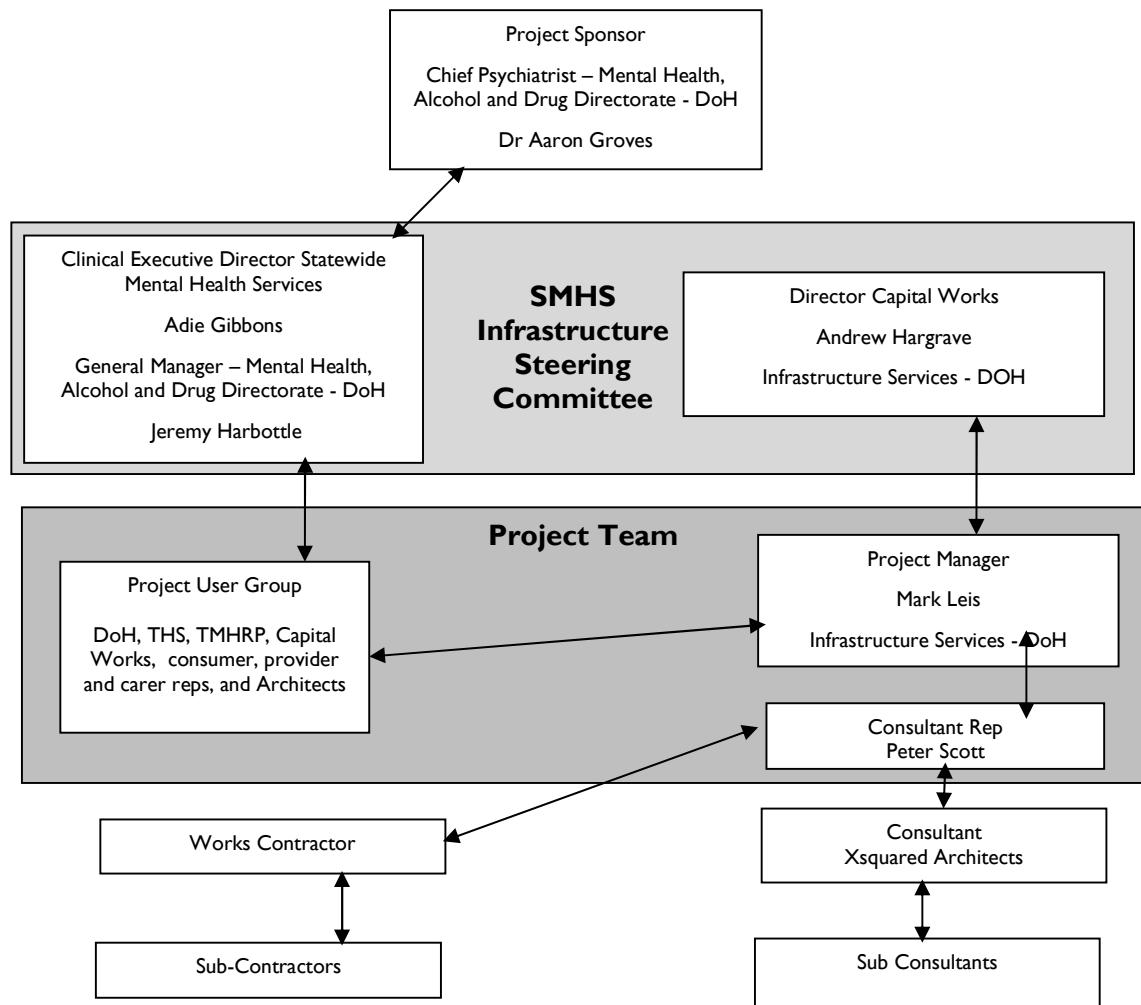 Project Sponsor
Chief Psychiatrist – Mental Health,
Alcohol and Drug Directorate - DoH
Dr Aaron Groves
Clinical Executive Director Statewide
Mental Health Services
Adie Gibbons
General Manager – Mental Health,
Alcohol and Drug Directorate - DoH
Jeremy Harbottle
SMHS
Infrastructure
Steering
Committee
Director Capital Works
Andrew Hargrave
Infrastructure Services - DOH
Project Team
Project User Group
DoH, THS, TMHRP, Capital
Works, consumer, provider
and carer reps, and Architects
Project Manager
Mark Leis
Infrastructure Services - DoH
Consultant Rep
Peter Scott
Works Contractor
Consultant
Xsquared Architects
Sub-Contractors
Sub Consultants